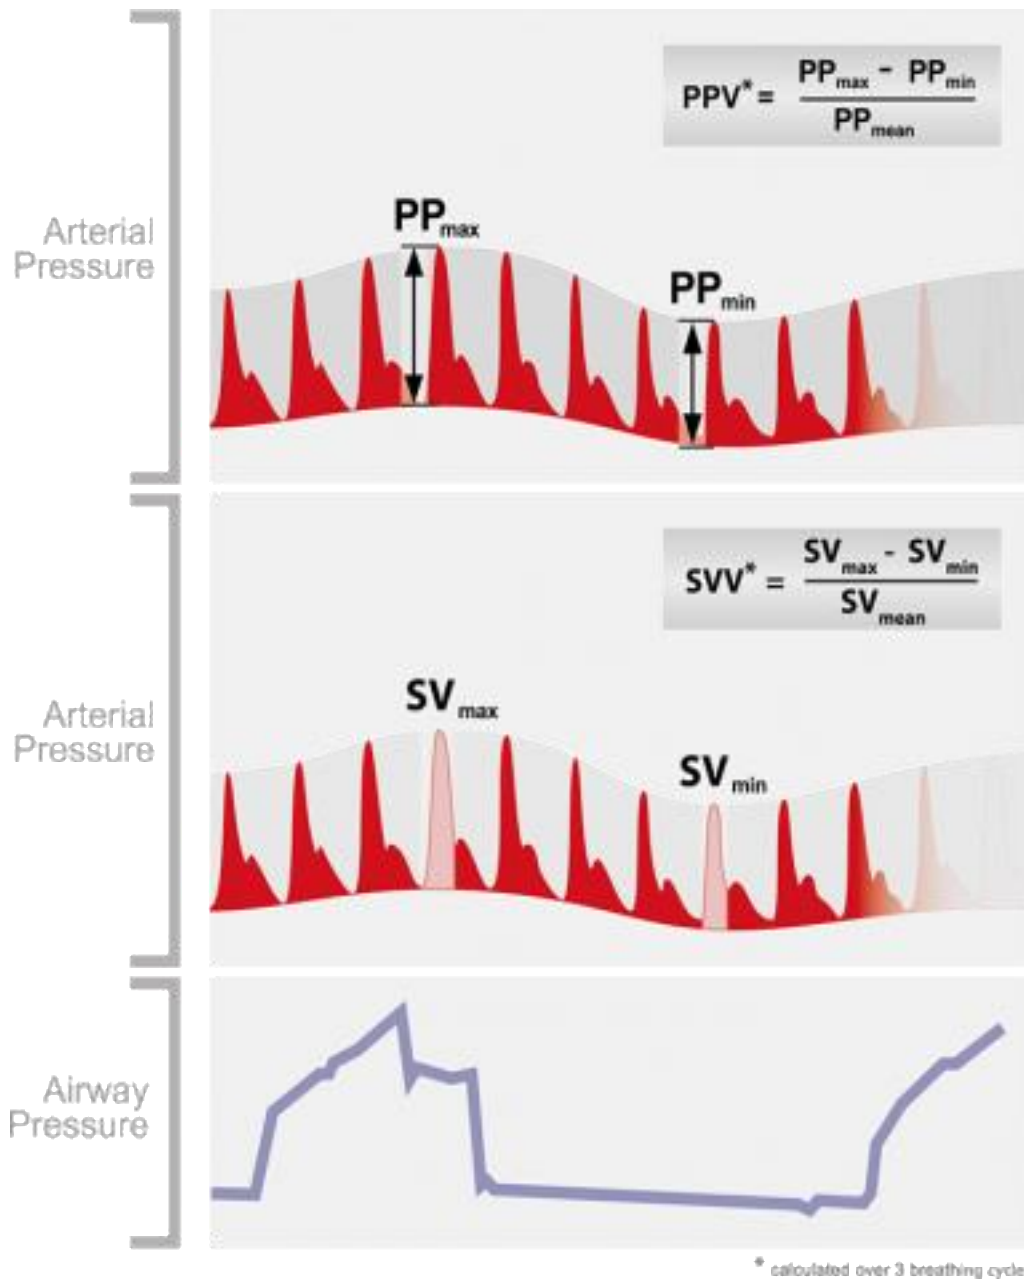 Arterial
Pressure
PPV* = PPmax - PPmin
PPmean
PPmax
PPmin
Arterial
Pressure
SVV* = SVmax - SVmin
SVmean
SVmax
SVmin
Airway
Pressure
* calculated over 3 breathing cycle